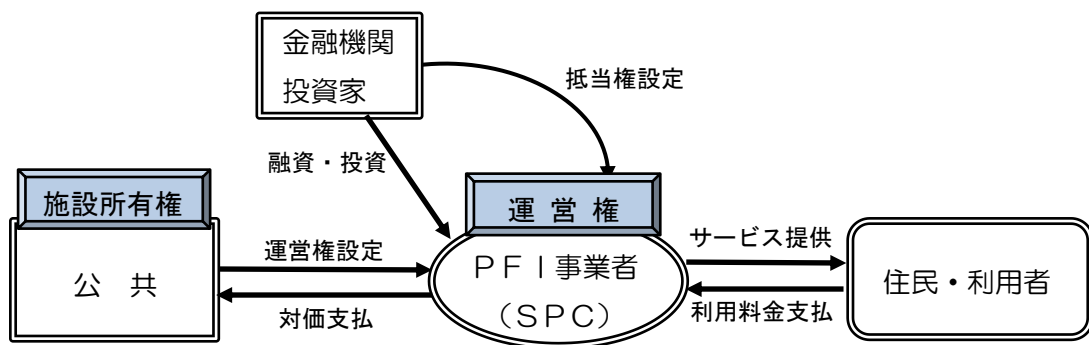 金融機関
投資家
抵当権設定
融資・投資
施設所有権
運 営 権
公　共
運営権設定
対価支払
ＰＦＩ事業者
（ＳＰＣ）
サービス提供
利用料金支払
住民・利用者